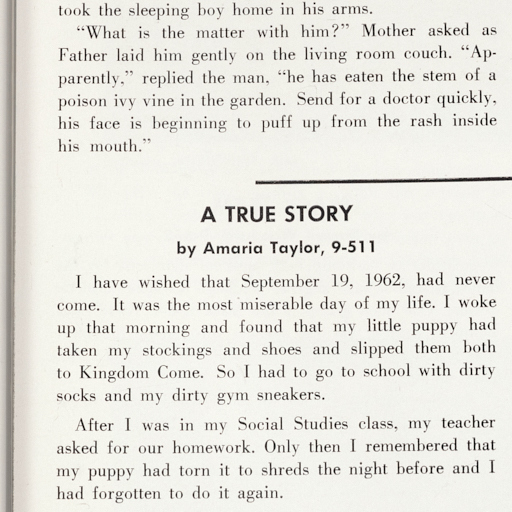 took the sleeping boy home in his arms.
"What is the matter with him?" Mother asked as
Father laid him gently on the living room couch. "Ap-
parently," replied the man, "he has eaten the stem of a
poison ivy vine in the garden. Send for a doctor quickly,
his face is beginning to puff up from the rash inside
his mouth."
A TRUE STORY
by Amaria Taylor, 9-511
I have wished that September 19, 1962, had never
come. It was the most miserable day of my life. I woke
up that morning and found that my little puppy had
taken my stockings and shoes and slipped them both
to Kingdom Come. So I had to go to school with dirty
socks and my dirty gym sneakers.
After I was in my Social Studies class, my teacher
asked for our homework. Only then I remembered that
my puppy had torn it to shreds the night before and I
had forgotten to do it again.